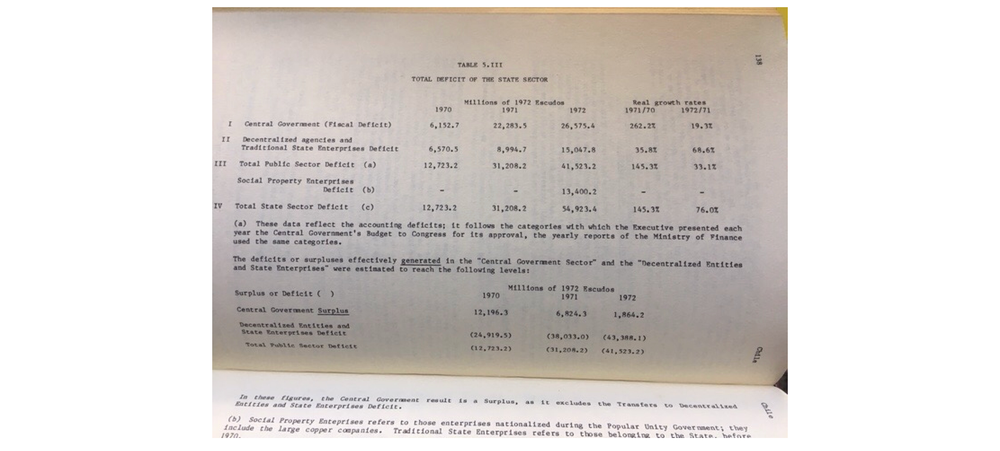 138
TABLE 5.III
TOTAL DEFICIT OF THE STATE SECTOR
Millions of 1972 Escudos Real growth rates
1970 1971 1972 1971/70 1972/71
I Central Government (Fiscal Deficit) 6,152.7 22,283.5 26,575.4 262.2% 19.3%
II Decentralized agencies and
Traditional State Enterprises Deficit 6,570.5 8,994.7 15,047.8 35.8% 68.6%
III Total Public Sector Deficit (a) 12,723.2 31,208.2 41,523.2 145.3% 33.1%
Social Property Enterprises
Deficit (b) - - 13,400.2 - -
IV Total State Sector Deficit (c) 12,723.2 31,208.2 54,923.4 145.3% 76.0%
(a) These data reflect the accounting deficits; it follows the categories with which the Executive presented each
year the Central Government's Budget to Congress for its approval, the yearly reports of the Ministry of Finance
used the same categories.
The deficits or surpluses effectively generated in the "Central Government Sector" and the "Decentralized Entities
and State Enterprises" were estimated to reach the following levels:
Millions of 1972 Escudos
Surplus or Deficit ( ) 1970 1971 1972
Central Government Surplus 12,196.3 6,824.3 1,864.2
Decentralized Entities and
State Enterprises Deficit (24,919.5) (38,033.0) (43,388.1)
Total Public Sector Deficit (12,723.2) (31,208.2) (41,523.2)
Chile
In these figures, the Central Government result is a Surplus, as it excludes the Transfers to Decentralized
Entities and State Enterprises Deficit.
Chile
(b) Social Property Enteprises refers to those enterprises nationalized during the Popular Unity Government; they
include the large copper companies. Traditional State Enterprises refers to those belonging to the State, before
1970.